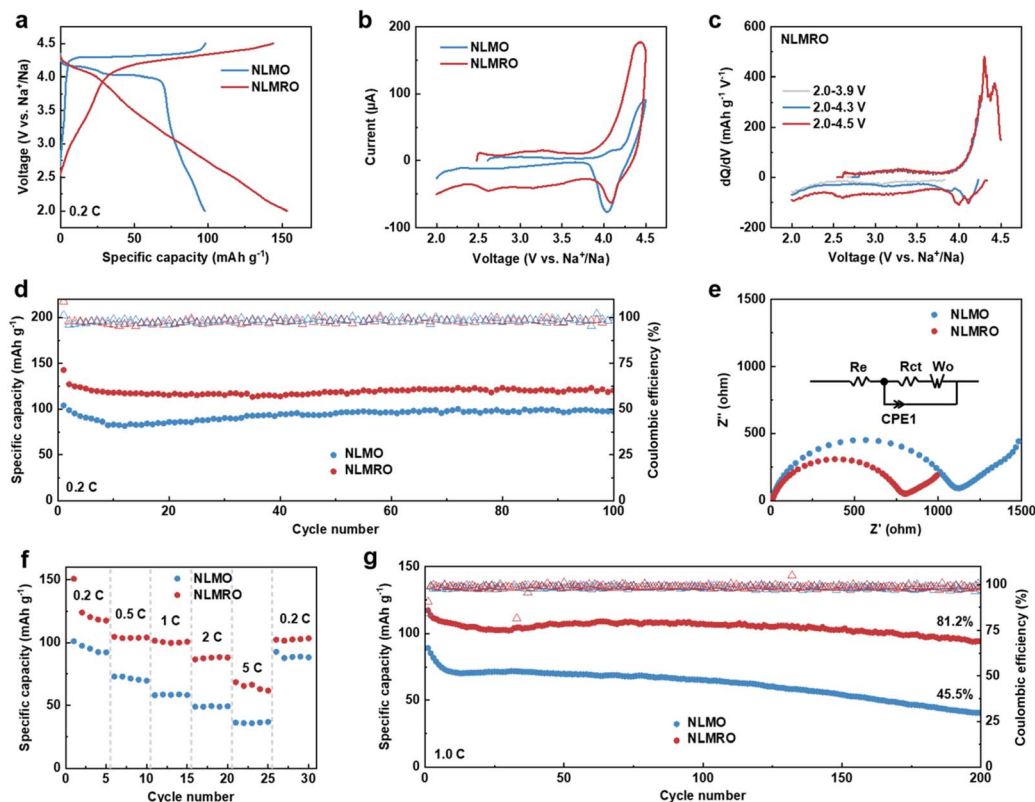 a
4.5
4.0
3.5
3.0
2.5
2.0
NLMO
NLMRO
0.2 C
0
50
100
150
Voltage (V vs. Na⁺/Na)
Specific capacity (mAh g⁻¹)
b
200
100
0
-100
NLMO
NLMRO
2.0
2.5
3.0
3.5
4.0
4.5
Current (µA)
Voltage (V vs. Na⁺/Na)
c
NLMRO
600
400
200
0
-200
2.0-3.9 V
2.0-4.3 V
2.0-4.5 V
2.0
2.5
3.0
3.5
4.0
4.5
dQ/dV (mAh g⁻¹ V⁻¹)
Voltage (V vs. Na⁺/Na)
d
200
150
100
50
0
100
75
50
25
0
NLMO
NLMRO
0.2 C
0
20
40
60
80
100
Specific capacity (mAh g⁻¹)
Coulombic efficiency (%)
Cycle number
e
1500
1000
500
0
NLMO
NLMRO
Re
Rct
Wo
CPE1
0
500
1000
1500
Z'' (ohm)
Z' (ohm)
f
150
100
50
0
NLMO
NLMRO
0.2 C
0.5 C
1 C
2 C
5 C
0.2 C
0
5
10
15
20
25
30
Specific capacity (mAh g⁻¹)
Cycle number
g
150
100
50
0
100
75
50
25
0
81.2%
45.5%
NLMO
NLMRO
1.0 C
0
50
100
150
200
Specific capacity (mAh g⁻¹)
Coulombic efficiency (%)
Cycle number